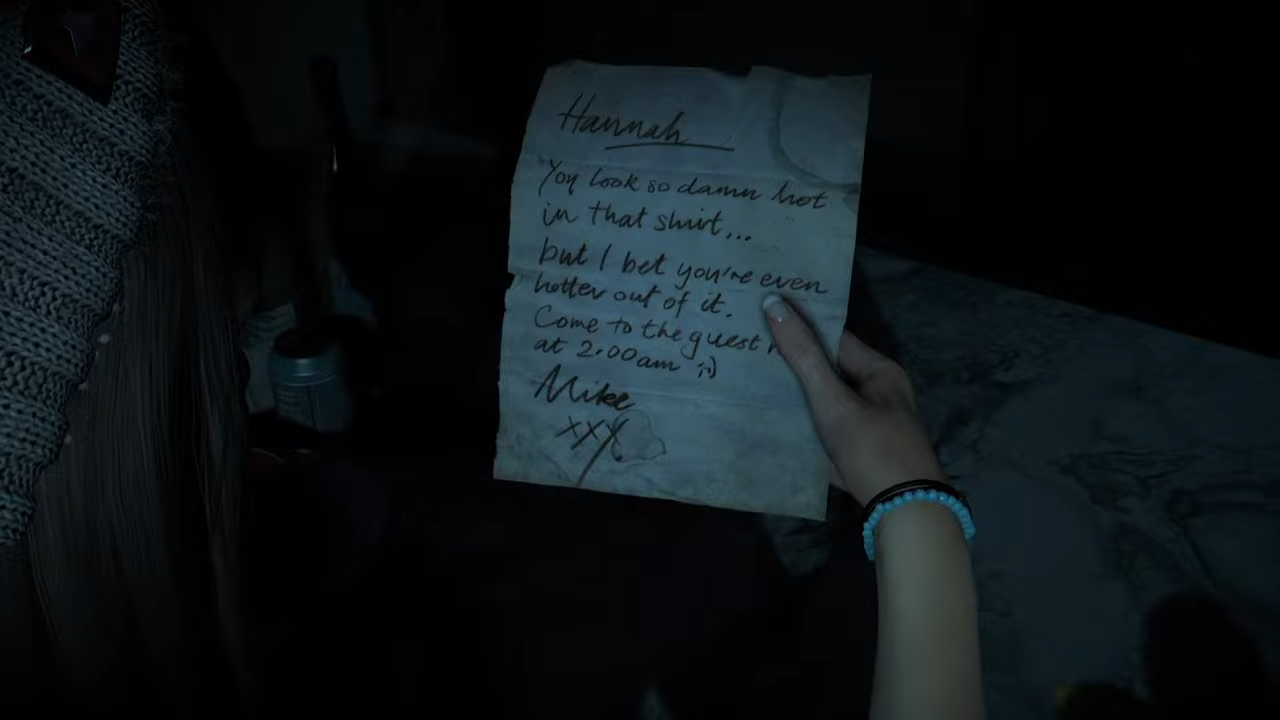 Hannah
You look so damn hot
in that shirt...
but I bet you're even
hotter out of it.
Come to the guest
at 2.00am ;)
Mike
xxx